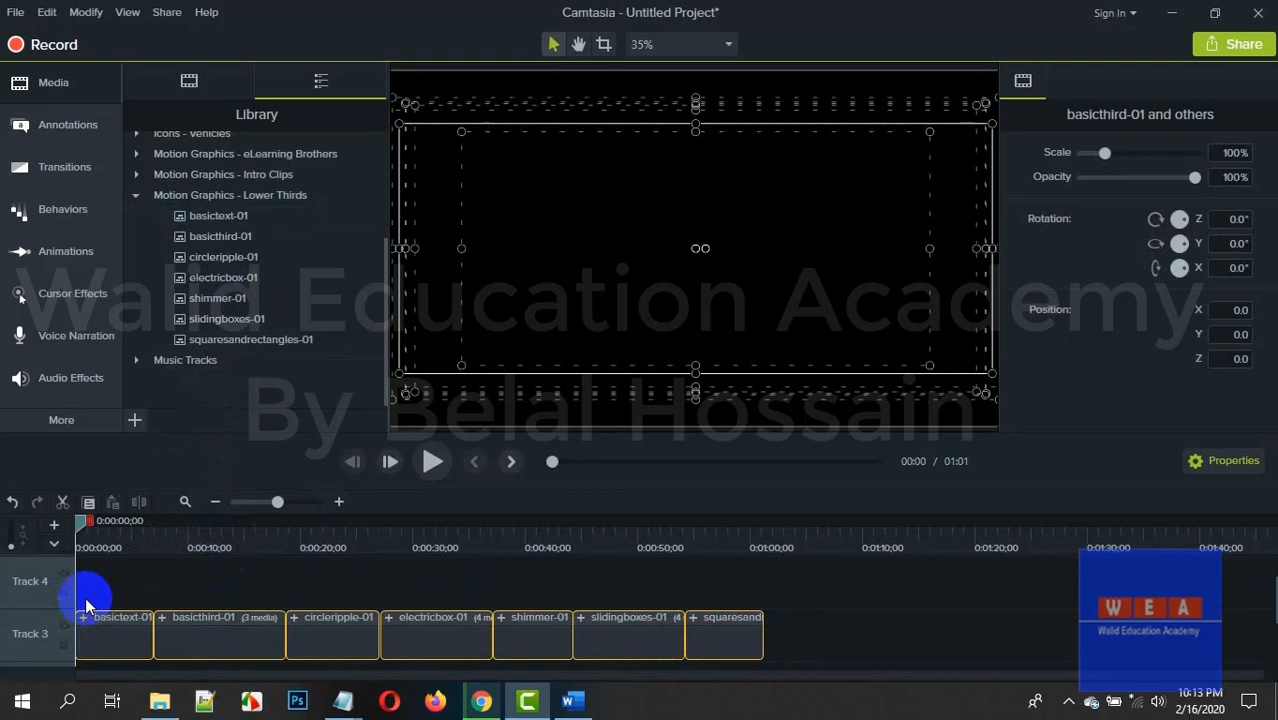 File Edit Modify View Share Help
Camtasia - Untitled Project*
Sign In
Record
35%
Share
Media
Annotations
Transitions
Behaviors
Animations
Cursor Effects
Voice Narration
Audio Effects
More
Library
Icons - Vehicles
Motion Graphics - eLearning Brothers
Motion Graphics - Intro Clips
Motion Graphics - Lower Thirds
basictext-01
basicthird-01
circleripple-01
electricbox-01
shimmer-01
slidingboxes-01
squaresandrectangles-01
Music Tracks
basicthird-01 and others
Scale 100%
Opacity 100%
Rotation: Z 0.0°
Y 0.0°
X 0.0°
Position: X 0.0
Y 0.0
Z 0.0
Walid Education Academy
By Belal Hossain
00:00 / 01:01
Properties
0:00:00;00
0:00:00;00 0:00:10;00 0:00:20;00 0:00:30;00 0:00:40;00 0:00:50;00 0:01:00;00 0:01:10;00 0:01:20;00 0:01:30;00 0:01:40;00
Track 4
Track 3
basictext-01 basicthird-01 (3 media) circleripple-01 electricbox-01 (4 me shimmer-01 slidingboxes-01 (4 squaresand
W E A
Walid Education Academy
10:13 PM
2/16/2020